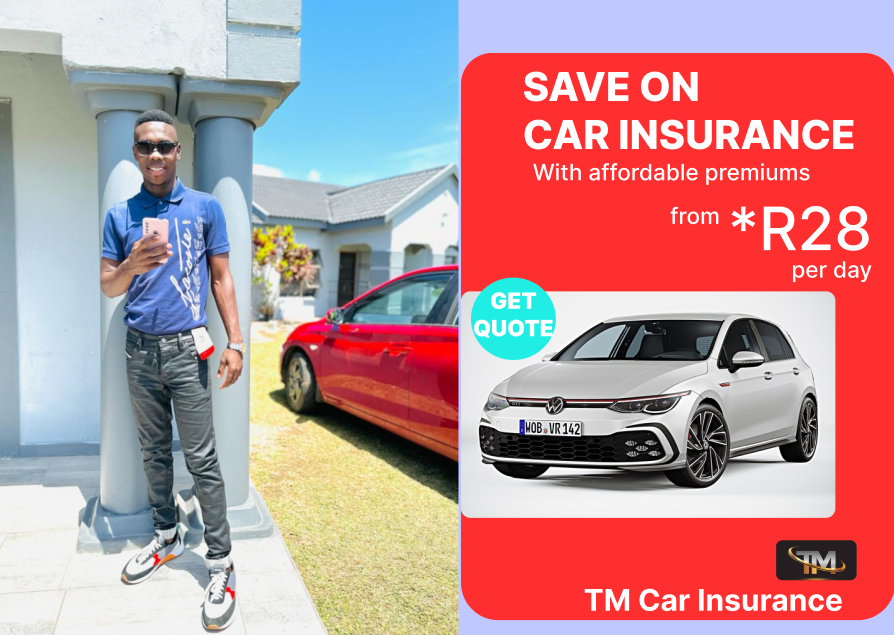 Lacoste
SAVE ON
CAR INSURANCE
With affordable premiums
from *R28
per day
GET
QUOTE
WOB VR 142
TM
TM Car Insurance